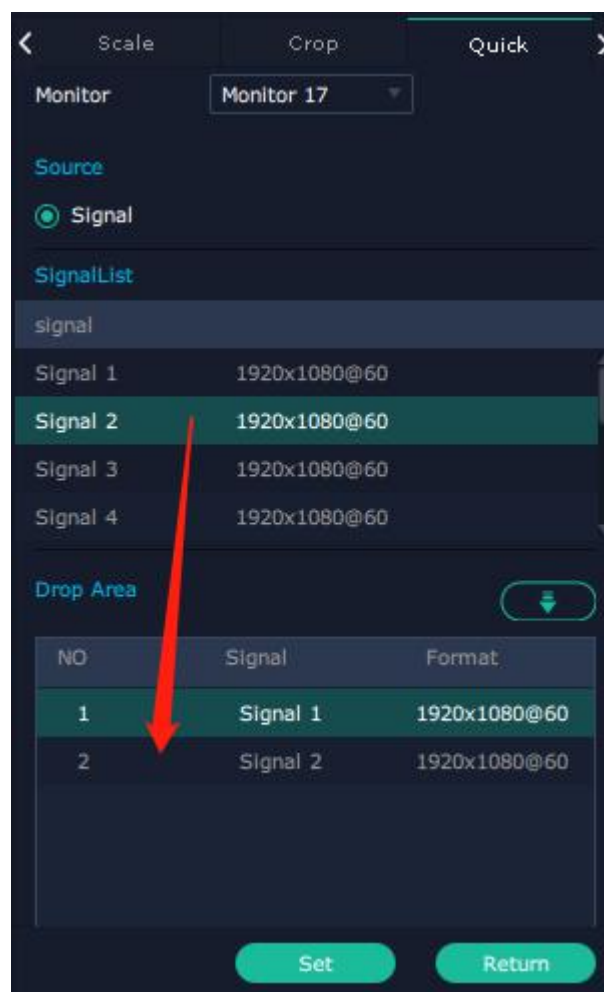 Scale Crop Quick
Monitor Monitor 17
Source
Signal
SignalList
signal
Signal 1 1920x1080@60
Signal 2 1920x1080@60
Signal 3 1920x1080@60
Signal 4 1920x1080@60
Drop Area
NO Signal Format
1 Signal 1 1920x1080@60
2 Signal 2 1920x1080@60
Set Return